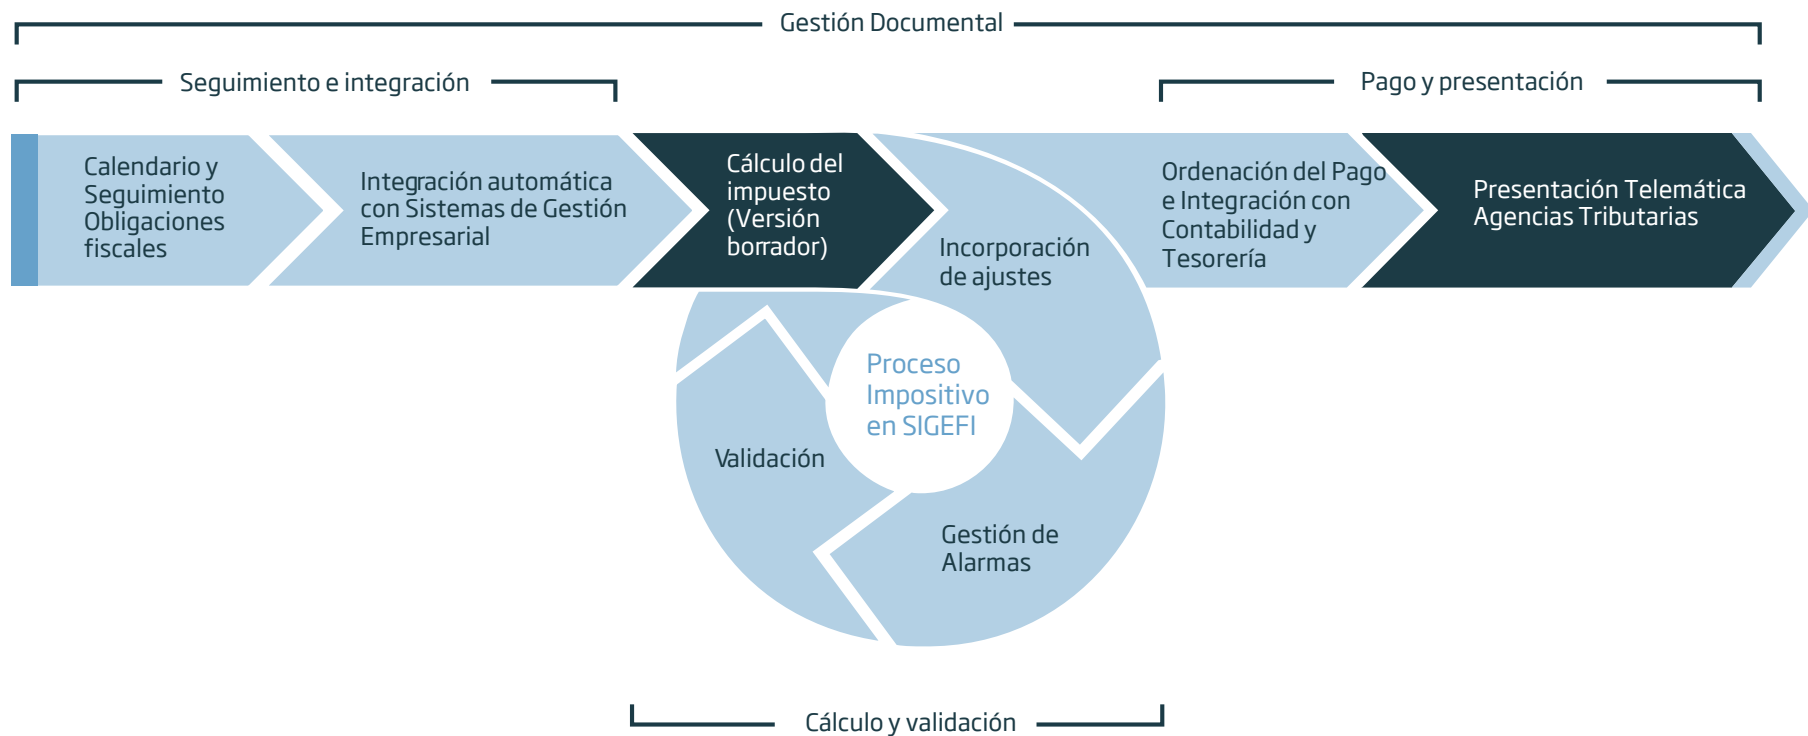 Gestión Documental
Seguimiento e integración
Pago y presentación
Calendario y
Seguimiento
Obligaciones
fiscales
Integración automática
con Sistemas de Gestión
Empresarial
Cálculo del
impuesto
(Versión
borrador)
Incorporación
de ajustes
Ordenación del Pago
e Integración con
Contabilidad y
Tesorería
Presentación Telemática
Agencias Tributarias
Proceso
Impositivo
en SIGEFI
Validación
Gestión de
Alarmas
Cálculo y validación